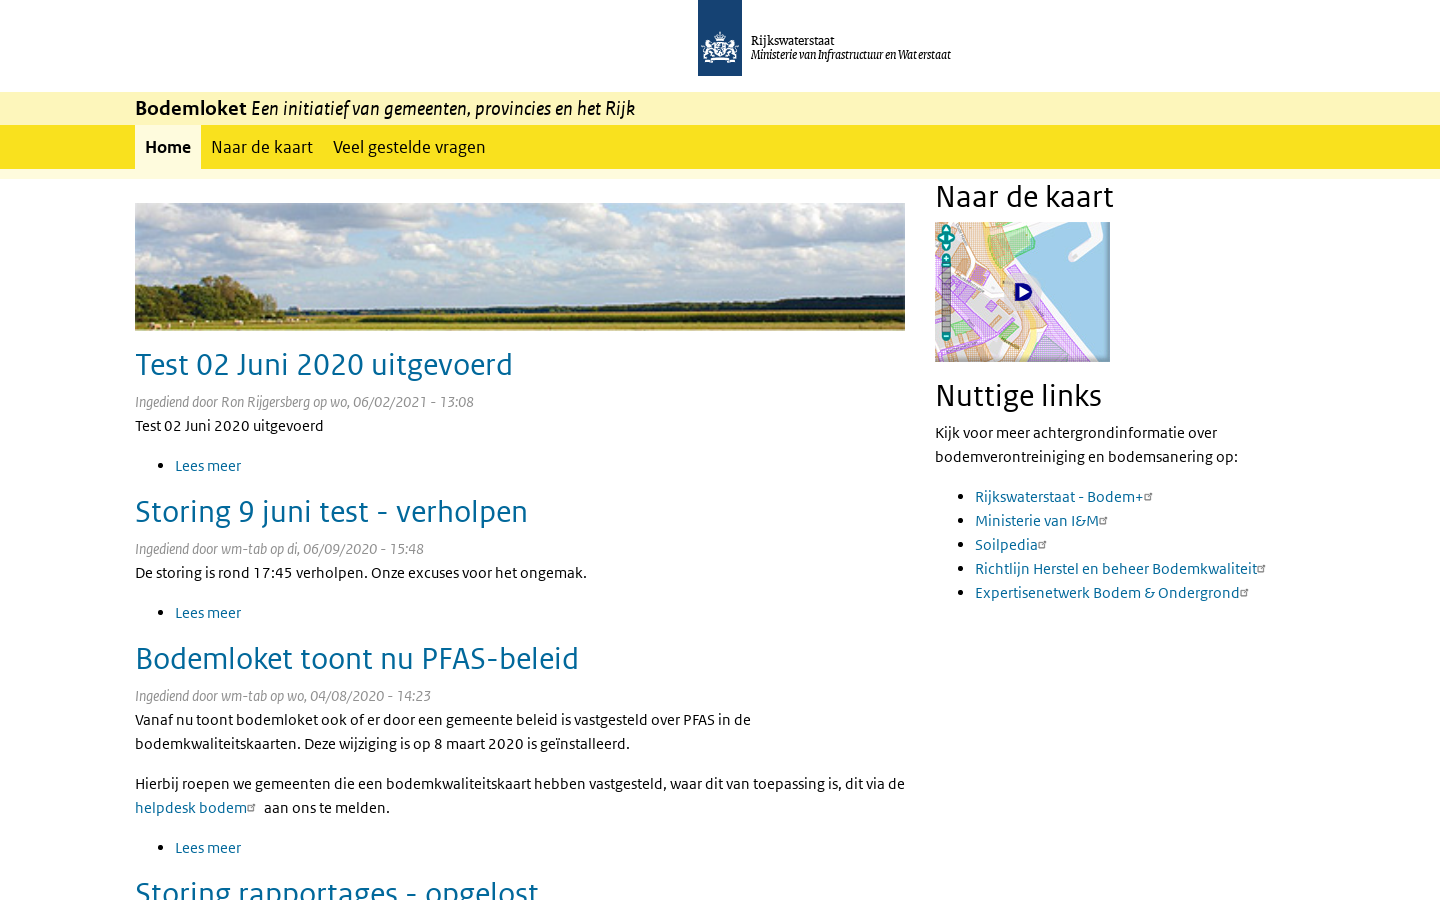 Rijkswaterstaat
Ministerie van Infrastructuur en Waterstaat
Bodemloket Een initiatief van gemeenten, provincies en het Rijk
Home Naar de kaart Veel gestelde vragen
Test 02 Juni 2020 uitgevoerd
Ingediend door Ron Rijgersberg op wo, 06/02/2021 - 13:08
Test 02 Juni 2020 uitgevoerd
Lees meer
Storing 9 juni test - verholpen
Ingediend door wm-tab op di, 06/09/2020 - 15:48
De storing is rond 17:45 verholpen. Onze excuses voor het ongemak.
Lees meer
Bodemloket toont nu PFAS-beleid
Ingediend door wm-tab op wo, 04/08/2020 - 14:23
Vanaf nu toont bodemloket ook of er door een gemeente beleid is vastgesteld over PFAS in de
bodemkwaliteitskaarten. Deze wijziging is op 8 maart 2020 is geïnstalleerd.
Hierbij roepen we gemeenten die een bodemkwaliteitskaart hebben vastgesteld, waar dit van toepassing is, dit via de
helpdesk bodem aan ons te melden.
Lees meer
Storing rapportages - opgelost
Naar de kaart
Nuttige links
Kijk voor meer achtergrondinformatie over
bodemverontreiniging en bodemsanering op:
Rijkswaterstaat - Bodem+
Ministerie van I&M
Soilpedia
Richtlijn Herstel en beheer Bodemkwaliteit
Expertisenetwerk Bodem & Ondergrond